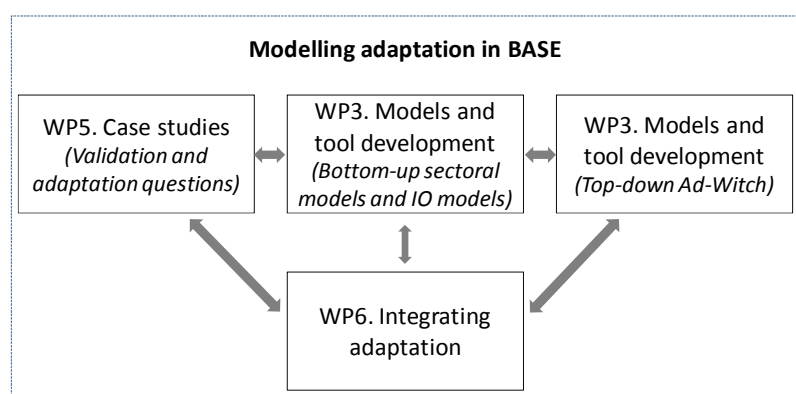 Modelling adaptation in BASE
WP5. Case studies
(Validation and
adaptation questions)
WP3. Models and
tool development
(Bottom-up sectoral
models and IO models)
WP3. Models and
tool development
(Top-down Ad-Witch)
WP6. Integrating
adaptation